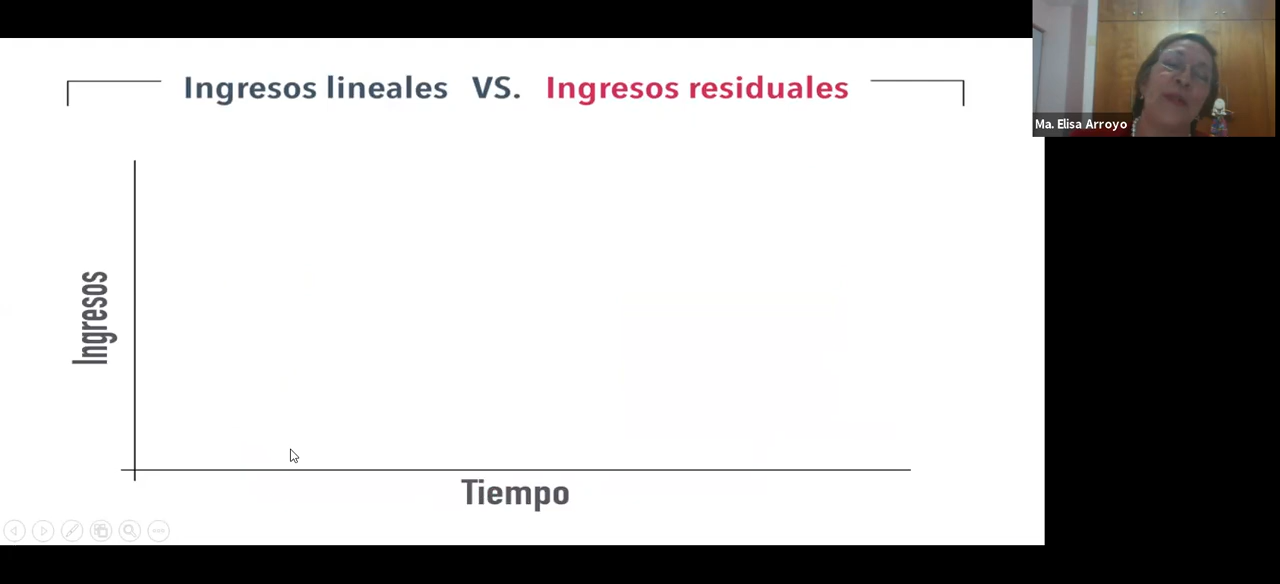 Ingresos lineales VS. Ingresos residuales
Ma. Elisa Arroyo
Ingresos
Tiempo